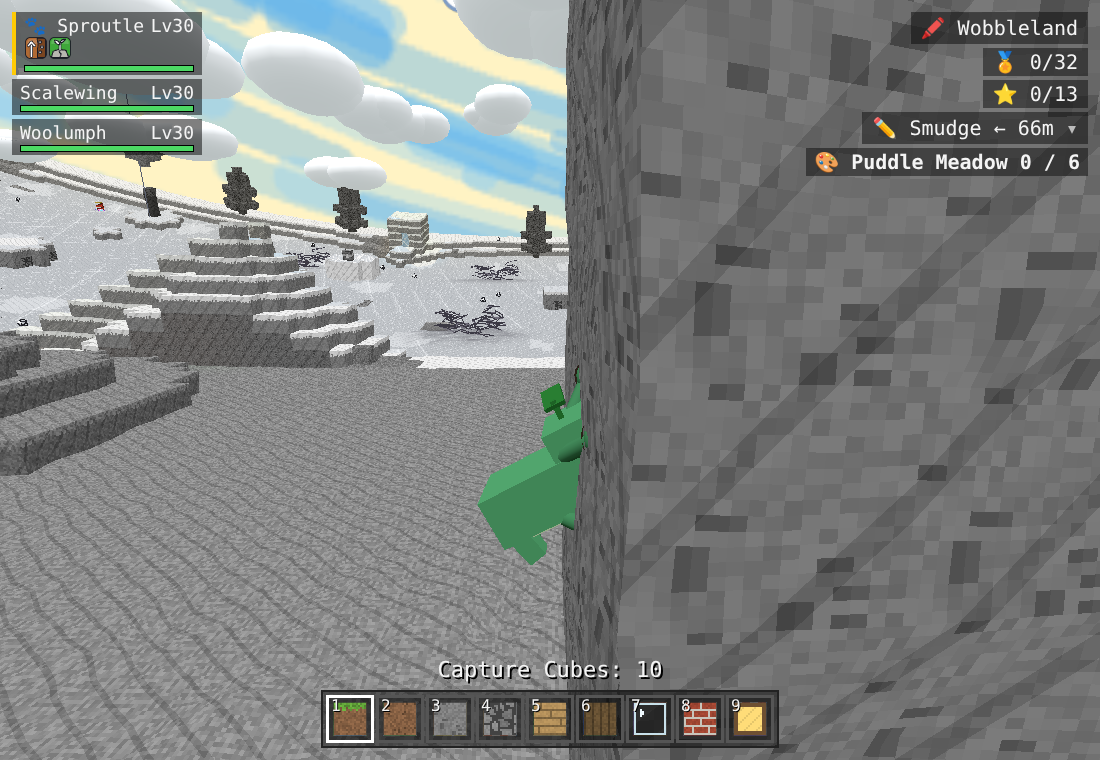 Sproutle Lv30
Scalewing Lv30
Woolumph Lv30
Wobbleland
0/32
0/13
Smudge ← 66m ▾
Puddle Meadow 0 / 6
Capture Cubes: 10
1 2 3 4 5 6 7 8 9